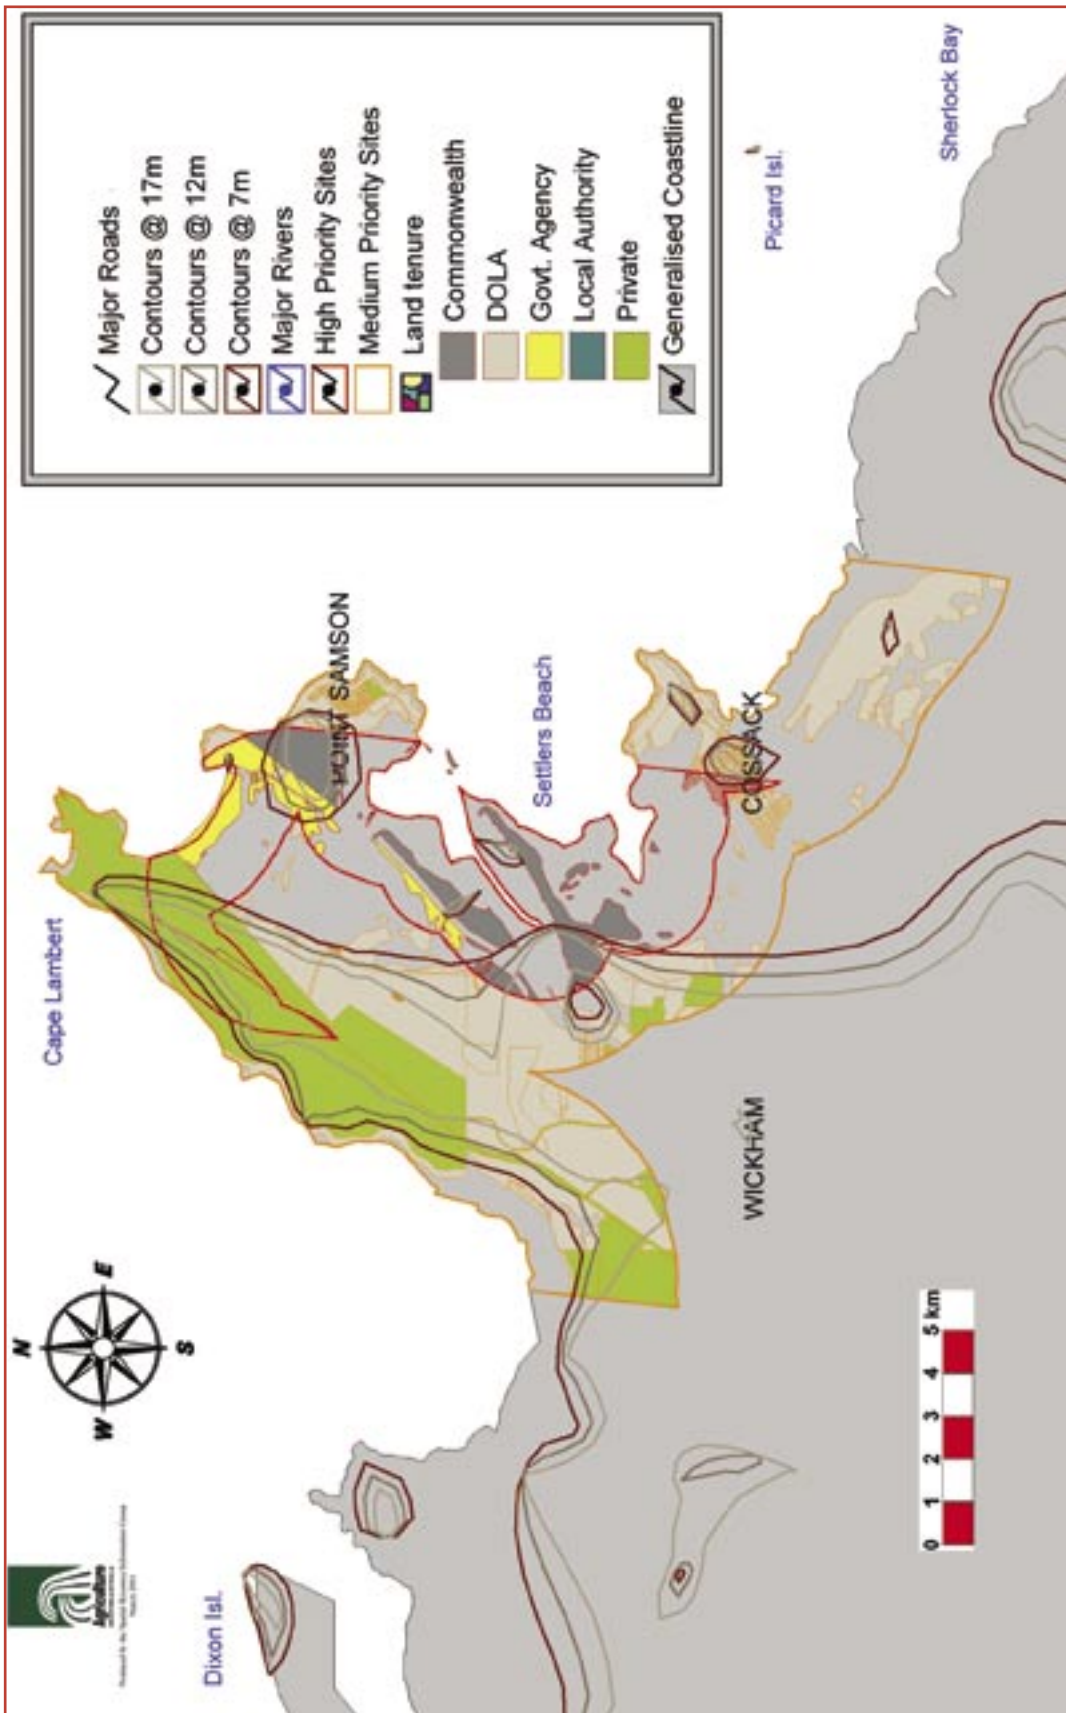 Major Roads
Contours @ 17m
Contours @ 12m
Contours @ 7m
Major Rivers
High Priority Sites
Medium Priority Sites
Land tenure
Commonwealth
DOLA
Govt. Agency
Local Authority
Private
Generalised Coastline
Sherlock Bay
Picard Isl.
POINT SAMSON
Settlers Beach
COSSACK
Cape Lambert
WICKHAM
N
E
S
W
0 1 2 3 4 5 km
Agriculture
Dixon Isl.